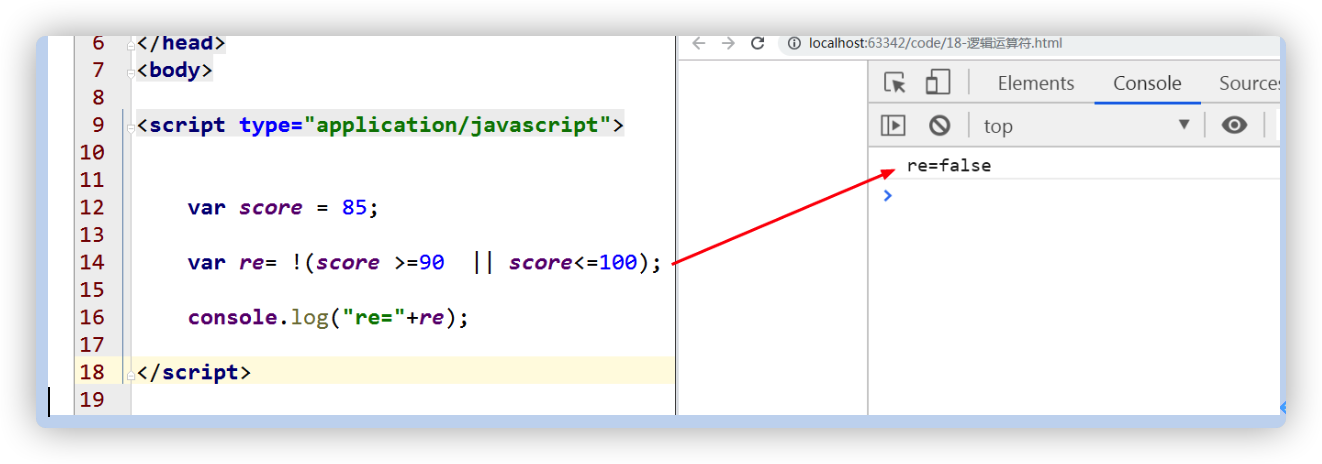 6 </head>
7 <body>
8
9 <script type="application/javascript">
10
11
12 var score = 85;
13
14 var re= !(score >=90  || score<=100);
15
16 console.log("re="+re);
17
18 </script>
19
localhost:63342/code/18-逻辑运算符.html
Elements Console Sources
top
re=false